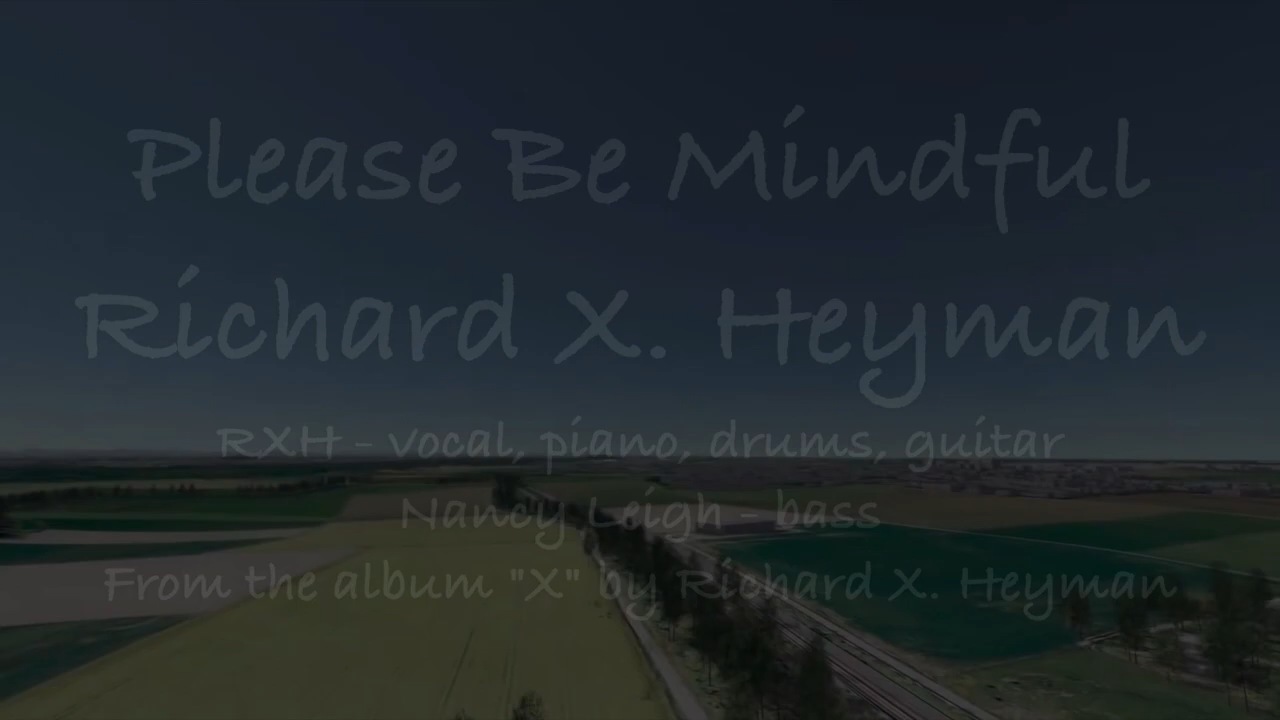 Please Be Mindful
Richard X. Heyman
RXH - vocal, piano, drums, guitar
Nancy Leigh - bass
From the album "X" by Richard X. Heyman